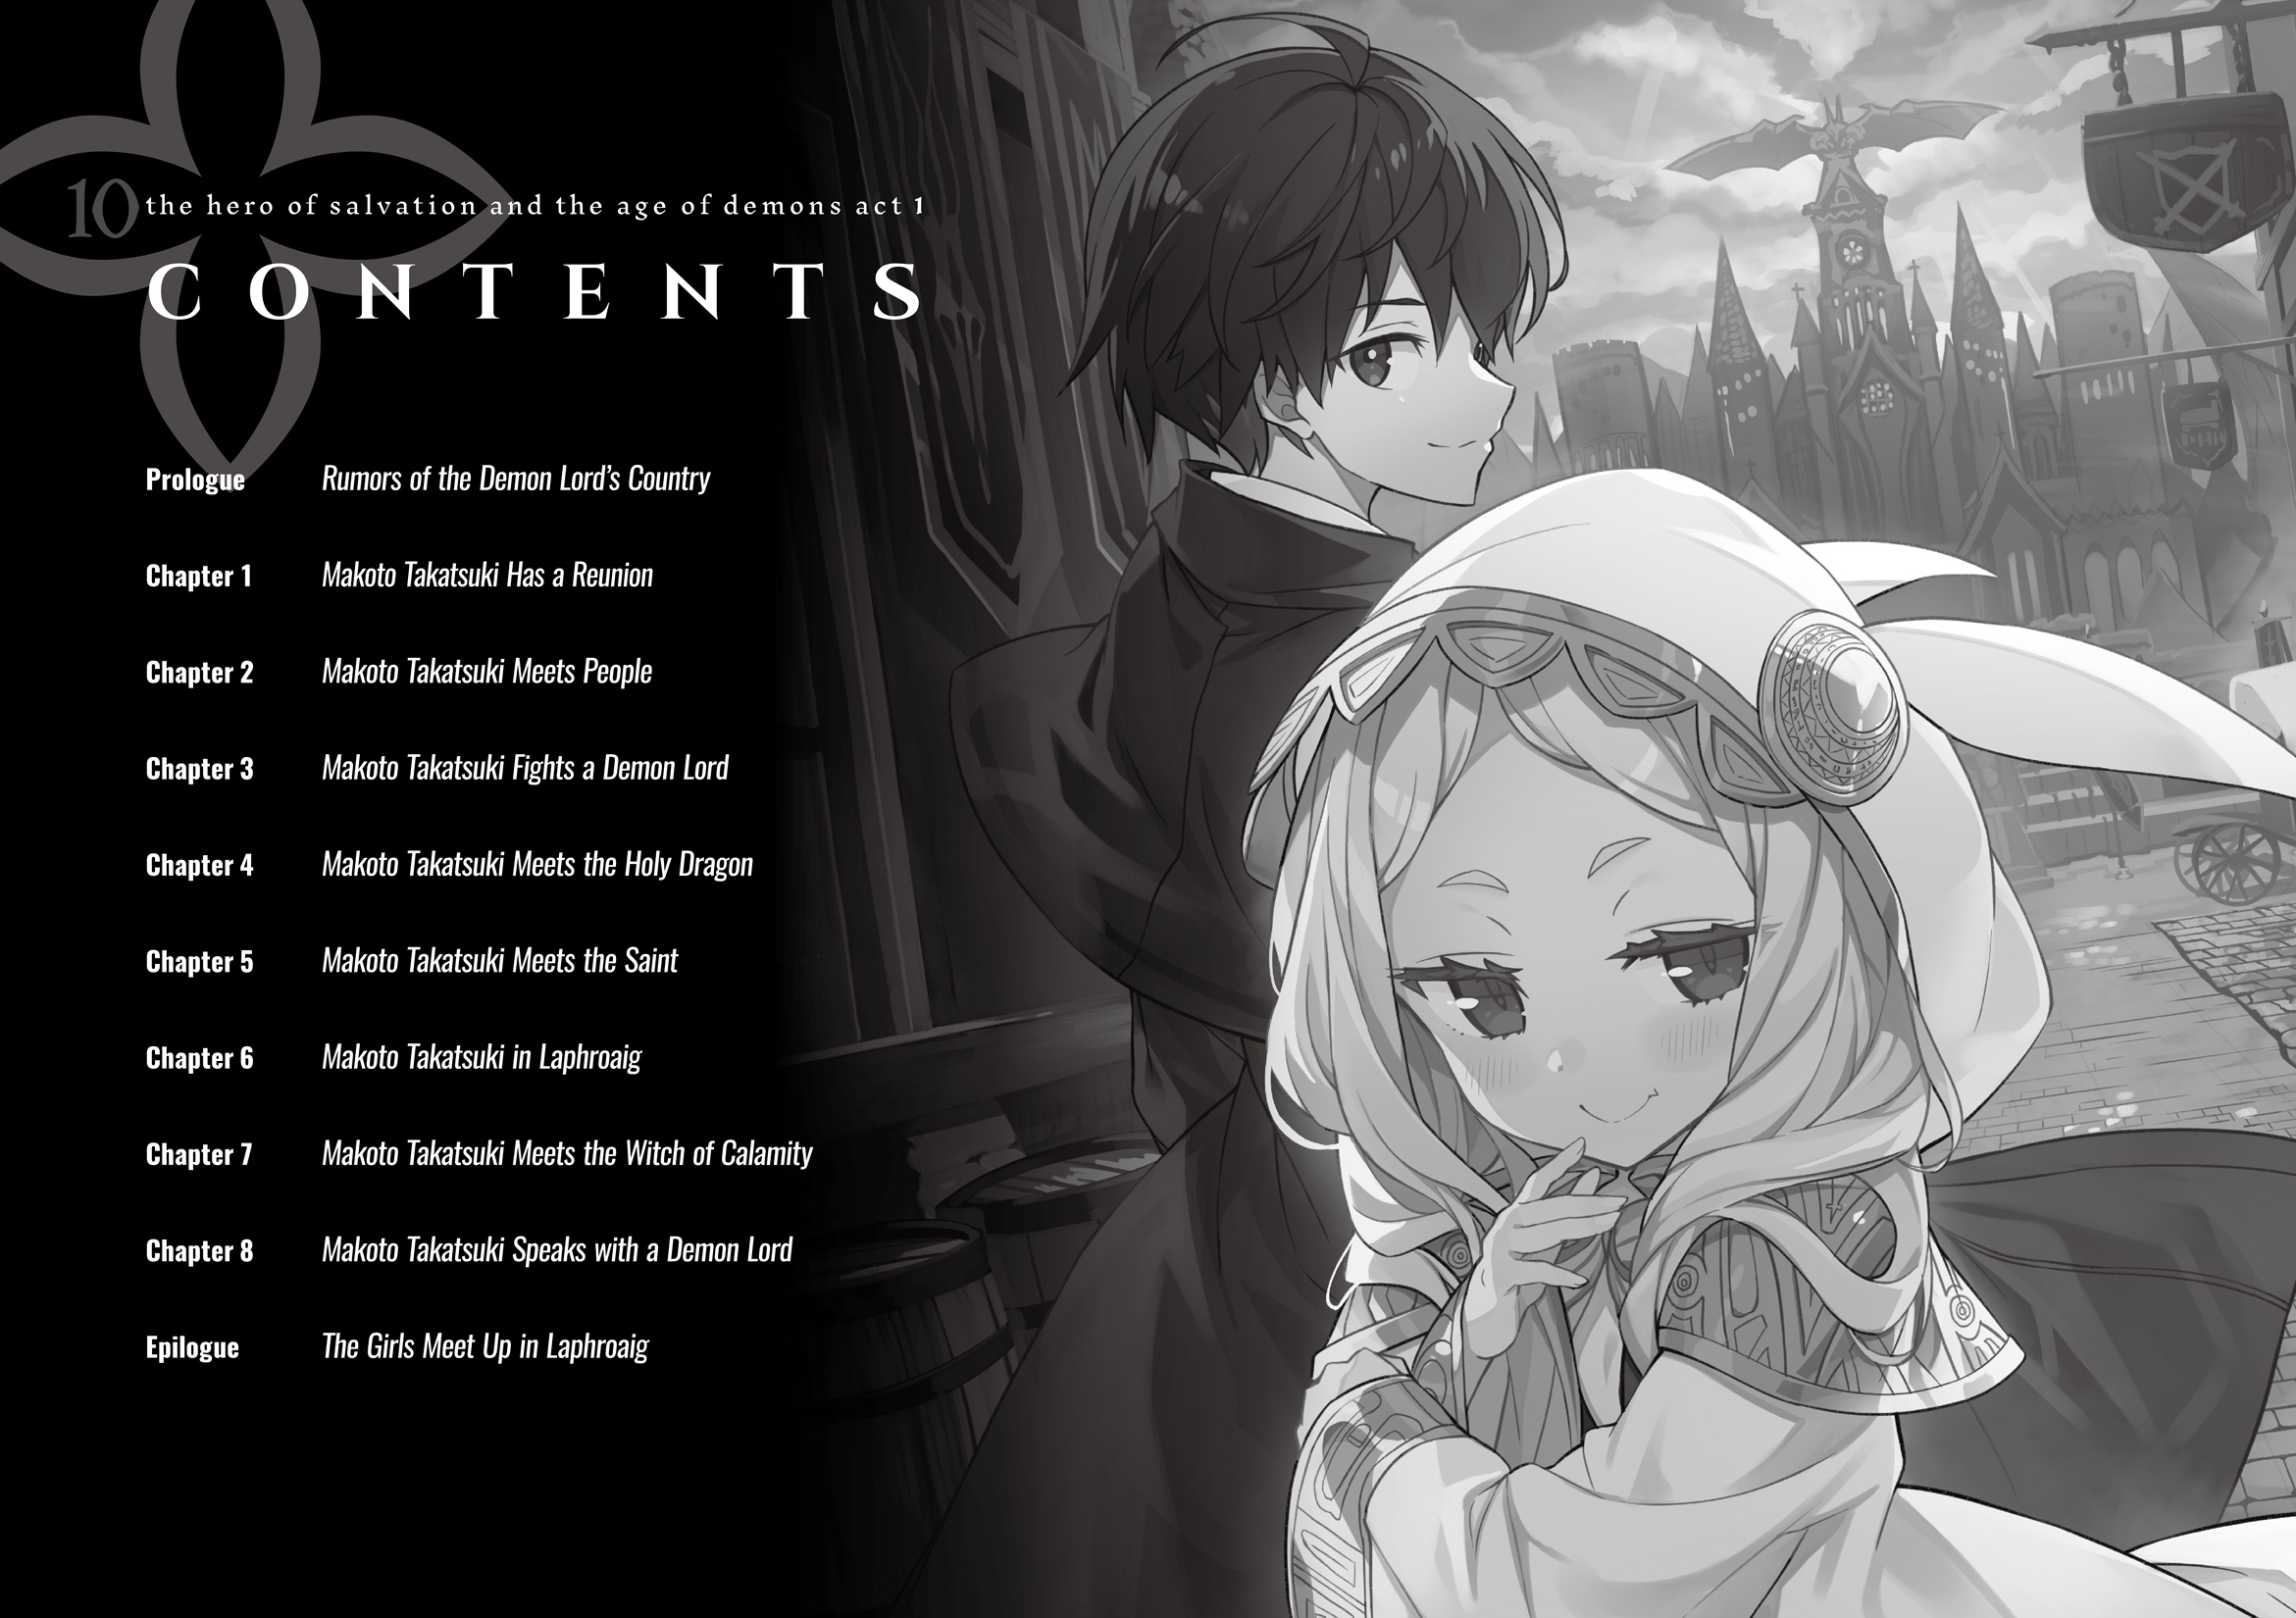 10 the hero of salvation and the age of demons act 1
CONTENTS
Prologue Rumors of the Demon Lord's Country
Chapter 1 Makoto Takatsuki Has a Reunion
Chapter 2 Makoto Takatsuki Meets People
Chapter 3 Makoto Takatsuki Fights a Demon Lord
Chapter 4 Makoto Takatsuki Meets the Holy Dragon
Chapter 5 Makoto Takatsuki Meets the Saint
Chapter 6 Makoto Takatsuki in Laphroaig
Chapter 7 Makoto Takatsuki Meets the Witch of Calamity
Chapter 8 Makoto Takatsuki Speaks with a Demon Lord
Epilogue The Girls Meet Up in Laphroaig